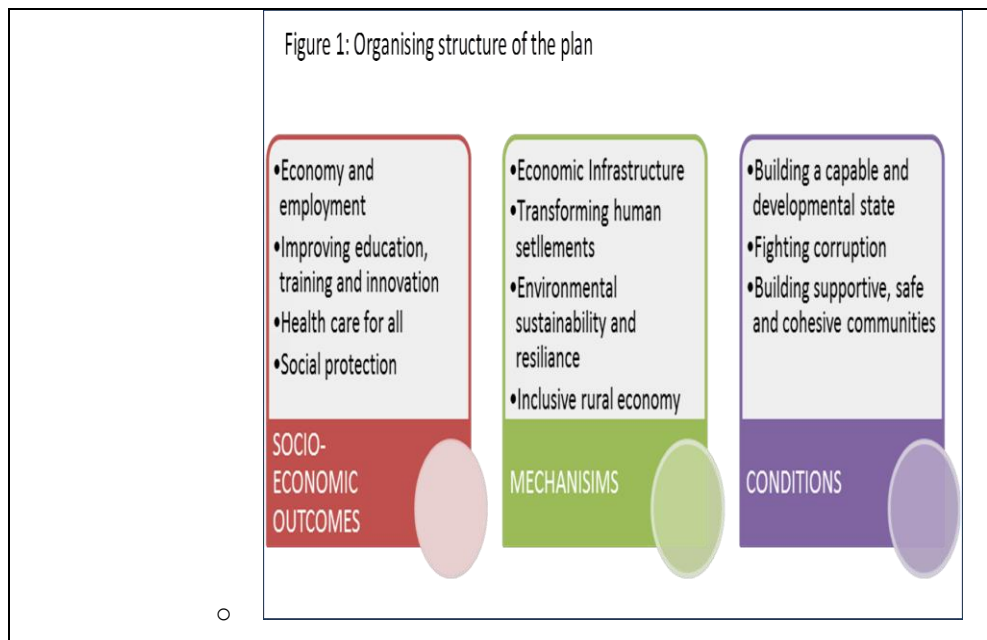 Figure 1: Organising structure of the plan
•Economy and
employment
•Improving education,
training and innovation
•Health care for all
•Social protection
SOCIO-
ECONOMIC
OUTCOMES
•Economic Infrastructure
•Transforming human
setllements
•Environmental
sustainability and
resiliance
•Inclusive rural economy
MECHANISIMS
•Building a capable and
developmental state
•Fighting corruption
•Building supportive, safe
and cohesive communities
CONDITIONS